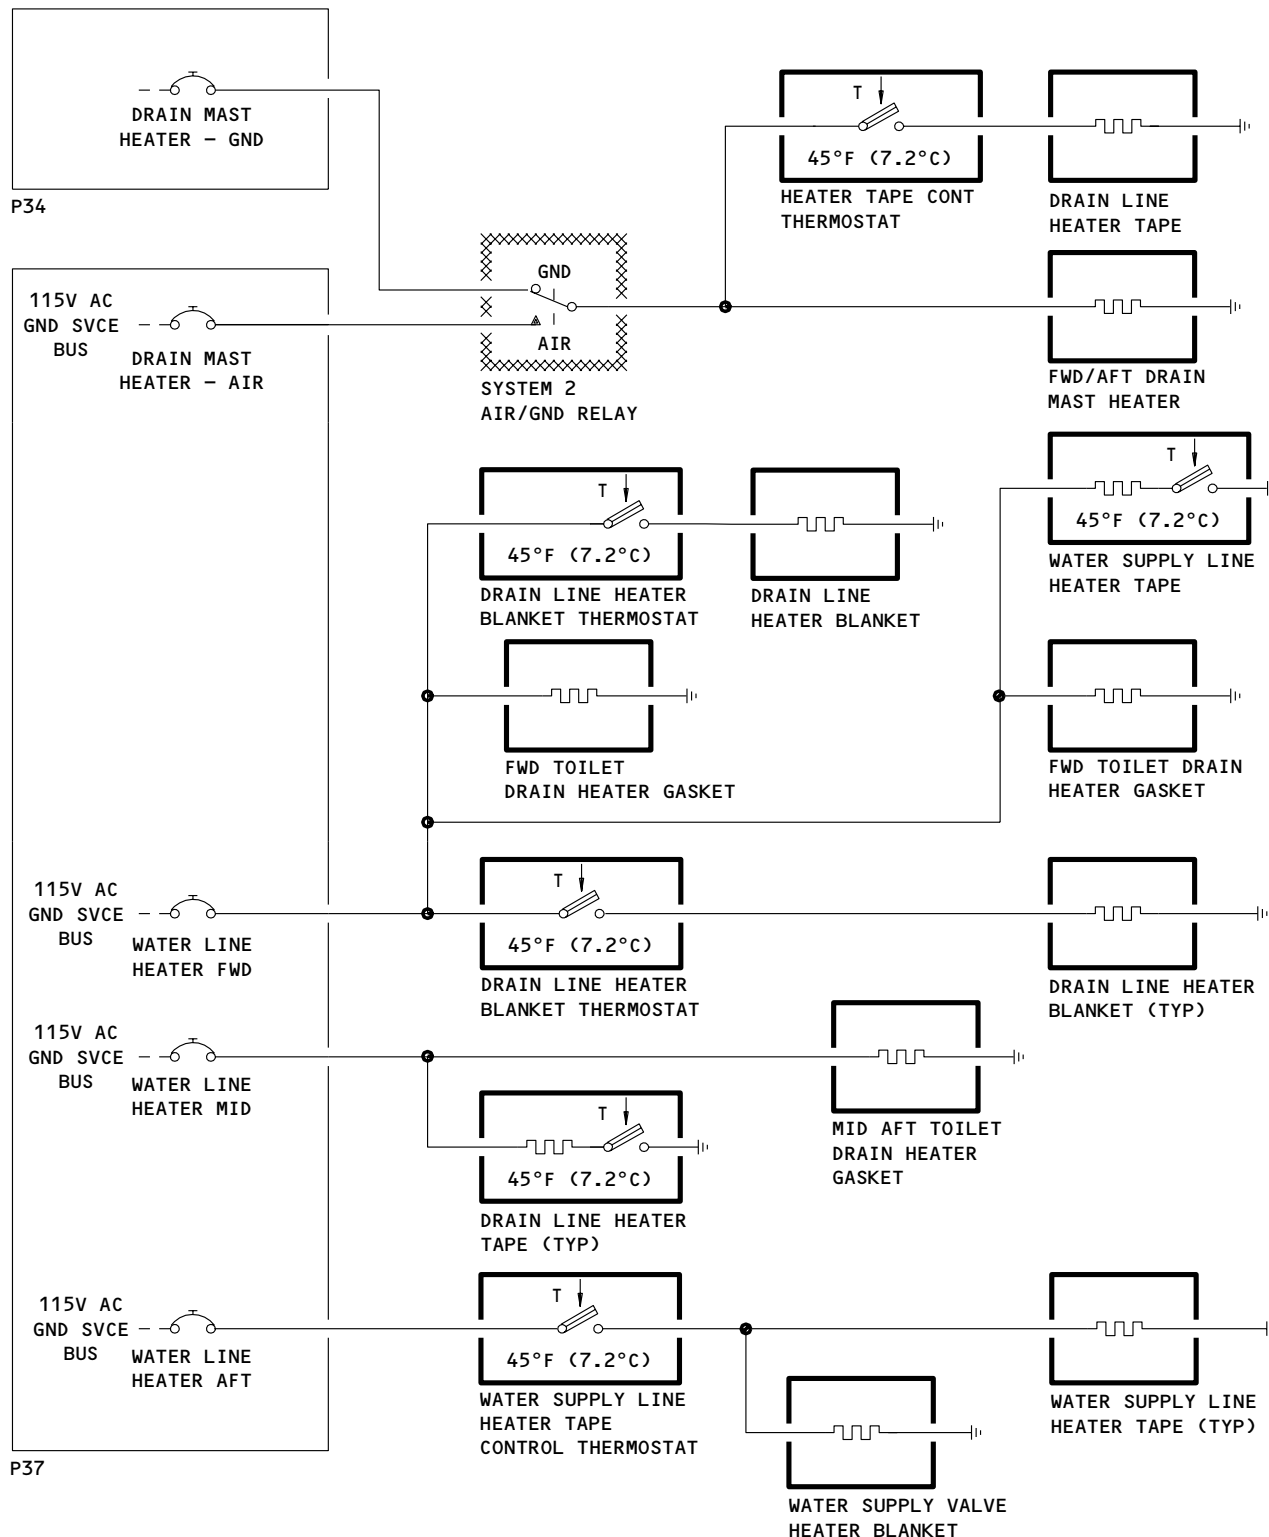 DRAIN MAST
HEATER – GND
P34
T
45°F (7.2°C)
HEATER TAPE CONT
THERMOSTAT
DRAIN LINE
HEATER TAPE
115V AC
GND SVCE
BUS
DRAIN MAST
HEATER – AIR
GND
AIR
SYSTEM 2
AIR/GND RELAY
FWD/AFT DRAIN
MAST HEATER
T
45°F (7.2°C)
DRAIN LINE HEATER
BLANKET THERMOSTAT
DRAIN LINE
HEATER BLANKET
T
45°F (7.2°C)
WATER SUPPLY LINE
HEATER TAPE
FWD TOILET
DRAIN HEATER GASKET
FWD TOILET DRAIN
HEATER GASKET
115V AC
GND SVCE
BUS
WATER LINE
HEATER FWD
T
45°F (7.2°C)
DRAIN LINE HEATER
BLANKET THERMOSTAT
DRAIN LINE HEATER
BLANKET (TYP)
115V AC
GND SVCE
BUS
WATER LINE
HEATER MID
MID AFT TOILET
DRAIN HEATER
GASKET
T
45°F (7.2°C)
DRAIN LINE HEATER
TAPE (TYP)
115V AC
GND SVCE
BUS
WATER LINE
HEATER AFT
T
45°F (7.2°C)
WATER SUPPLY LINE
HEATER TAPE
CONTROL THERMOSTAT
WATER SUPPLY LINE
HEATER TAPE (TYP)
WATER SUPPLY VALVE
HEATER BLANKET
P37